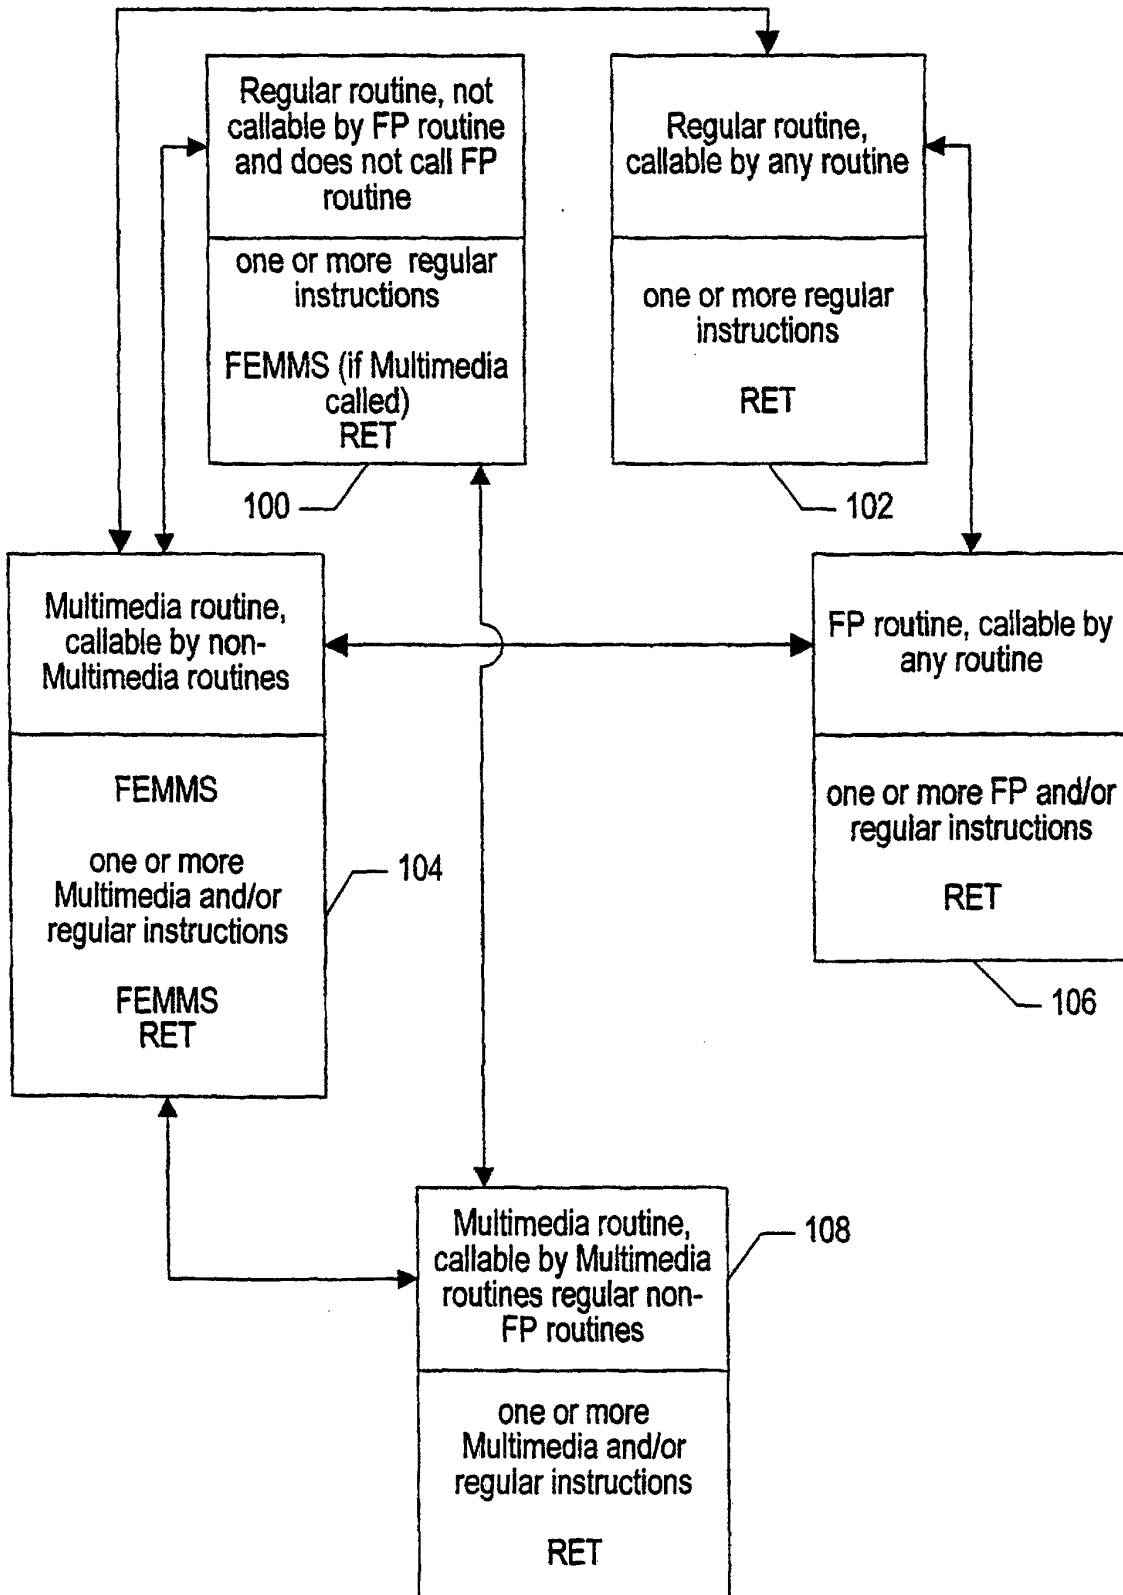 Regular routine, not
callable by FP routine
and does not call FP
routine
one or more regular
instructions
FEMMS (if Multimedia
called)
RET
100
Regular routine,
callable by any routine
one or more regular
instructions
RET
102
Multimedia routine,
callable by non-
Multimedia routines
FEMMS
one or more
Multimedia and/or
regular instructions
FEMMS
RET
104
FP routine, callable by
any routine
one or more FP and/or
regular instructions
RET
106
Multimedia routine,
callable by Multimedia
routines regular non-
FP routines
108
one or more
Multimedia and/or
regular instructions
RET